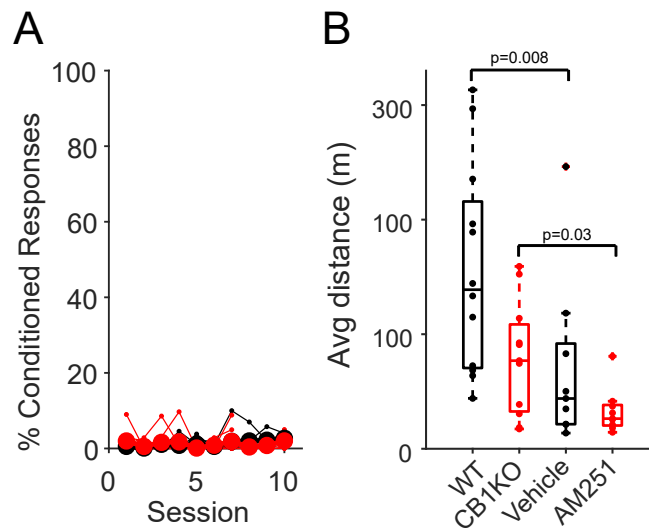 A
% Conditioned Responses
100
80
60
40
20
0
0
5
10
Session
B
Avg distance (m)
300
100
100
0
p=0.008
p=0.03
WT
CB1KO
Vehicle
AM251